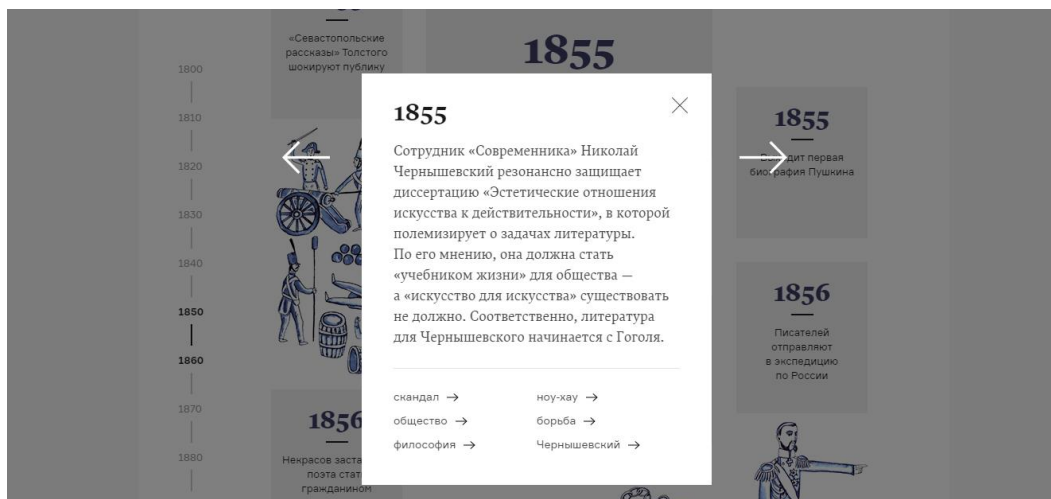 «Севастопольские
рассказы» Толстого
шокируют публику
1855
1800
1810
1820
1830
1840
1850
1860
1870
1880
1855
Сотрудник «Современника» Николай
Чернышевский резонансно защищает
диссертацию «Эстетические отношения
искусства к действительности», в которой
полемизирует о задачах литературы.
По его мнению, она должна стать
«учебником жизни» для общества —
а «искусство для искусства» существовать
не должно. Соответственно, литература
для Чернышевского начинается с Гоголя.
скандал → ноу-хау →
общество → борьба →
философия → Чернышевский →
1855
первая
биография Пушкина
1856
Писателей
отправляют
в экспедицию
по России
1856
Некрасов
поэта
гражданином